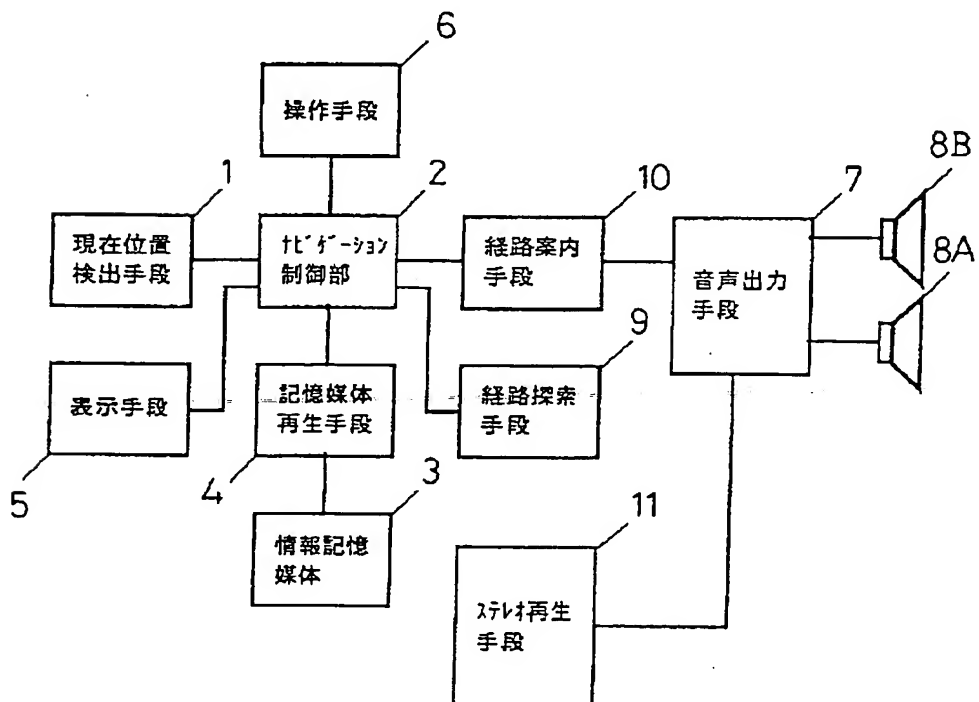 6
操作手段
1
現在位置
検出手段
2
ﾅﾋﾞｹﾞｰｼｮﾝ
制御部
10
経路案内
手段
7
音声出力
手段
8B
8A
9
経路探索
手段
表示手段
5
記憶媒体
再生手段
4
3
情報記憶
媒体
11
ｽﾃﾚｵ再生
手段